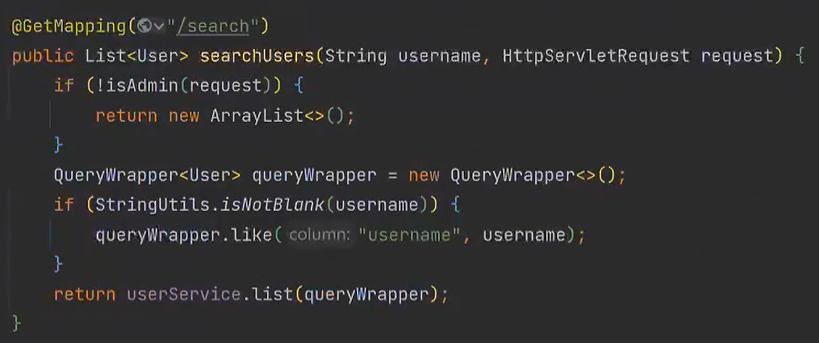 @GetMapping("/search")
public List<User> searchUsers(String username, HttpServletRequest request) {
    if (!isAdmin(request)) {
        return new ArrayList<>();
    }
    QueryWrapper<User> queryWrapper = new QueryWrapper<>();
    if (StringUtils.isNotBlank(username)) {
        queryWrapper.like( column: "username", username);
    }
    return userService.list(queryWrapper);
}